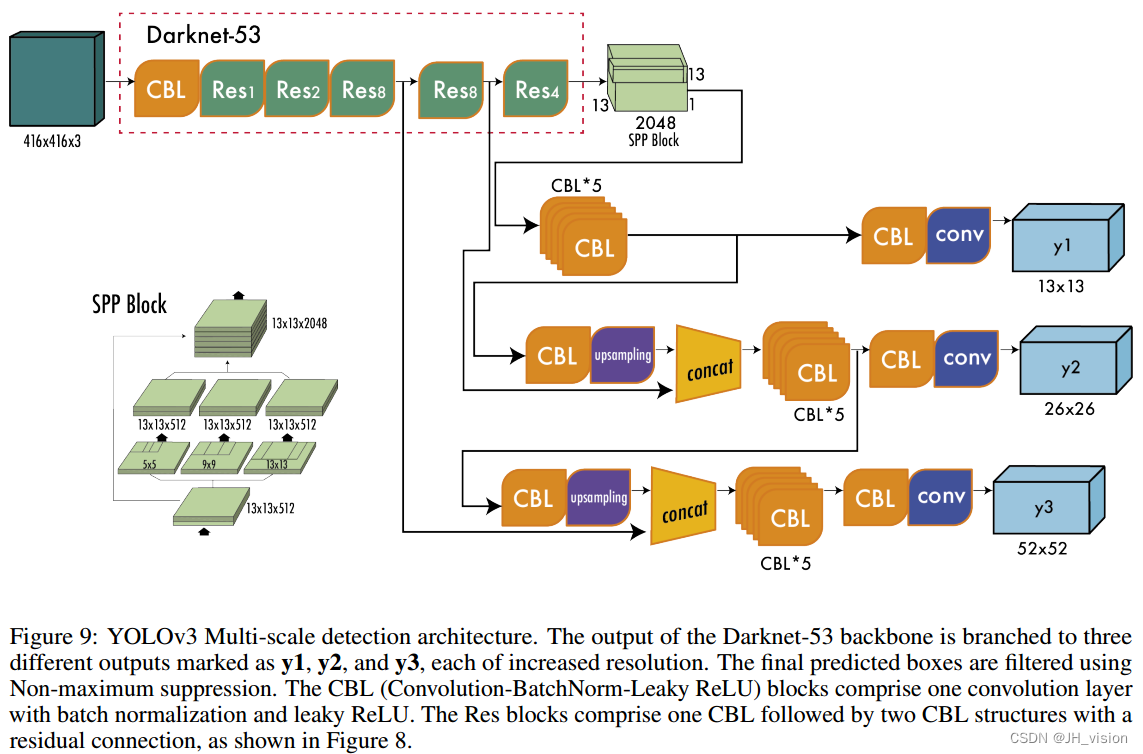 Darknet-53
CBL
Res1
Res2
Res8
Res8
Res4
416x416x3
13
13
1
2048
SPP Block
CBL*5
CBL
CBL
conv
y1
13x13
SPP Block
13x13x2048
13x13x512
13x13x512
13x13x512
5x5
9x9
13x13
13x13x512
CBL
upsampling
concat
CBL
CBL*5
CBL
conv
y2
26x26
CBL
upsampling
concat
CBL
CBL*5
CBL
conv
y3
52x52
Figure 9: YOLOv3 Multi-scale detection architecture. The output of the Darknet-53 backbone is branched to three
different outputs marked as y1, y2, and y3, each of increased resolution. The final predicted boxes are filtered using
Non-maximum suppression. The CBL (Convolution-BatchNorm-Leaky ReLU) blocks comprise one convolution layer
with batch normalization and leaky ReLU. The Res blocks comprise one CBL followed by two CBL structures with a
residual connection, as shown in Figure 8.
CSDN @JH_vision